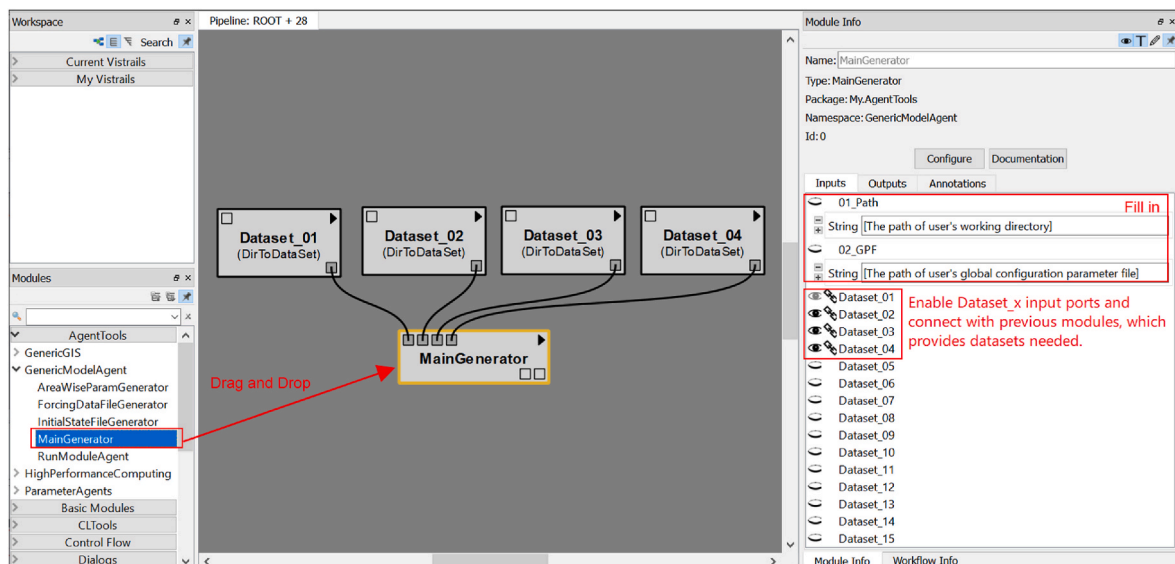 Workspace
Search
Current Vistrails
My Vistrails
Modules
AgentTools
GenericGIS
GenericModelAgent
AreaWiseParamGenerator
ForcingDataFileGenerator
InitialStateFileGenerator
MainGenerator
RunModuleAgent
HighPerformanceComputing
ParameterAgents
Basic Modules
CLTools
Control Flow
Dialogs
Pipeline: ROOT + 28
Dataset_01
(DirToDataSet)
Dataset_02
(DirToDataSet)
Dataset_03
(DirToDataSet)
Dataset_04
(DirToDataSet)
MainGenerator
Drag and Drop
Module Info
Name: MainGenerator
Type: MainGenerator
Package: My.AgentTools
Namespace: GenericModelAgent
Id: 0
Configure Documentation
Inputs Outputs Annotations
01_Path
Fill in
String [The path of user's working directory]
02_GPF
String [The path of user's global configuration parameter file]
Dataset_01
Dataset_02
Dataset_03
Dataset_04
Enable Dataset_x input ports and
connect with previous modules, which
provides datasets needed.
Dataset_05
Dataset_06
Dataset_07
Dataset_08
Dataset_09
Dataset_10
Dataset_11
Dataset_12
Dataset_13
Dataset_14
Dataset_15
Module Info Workflow Info